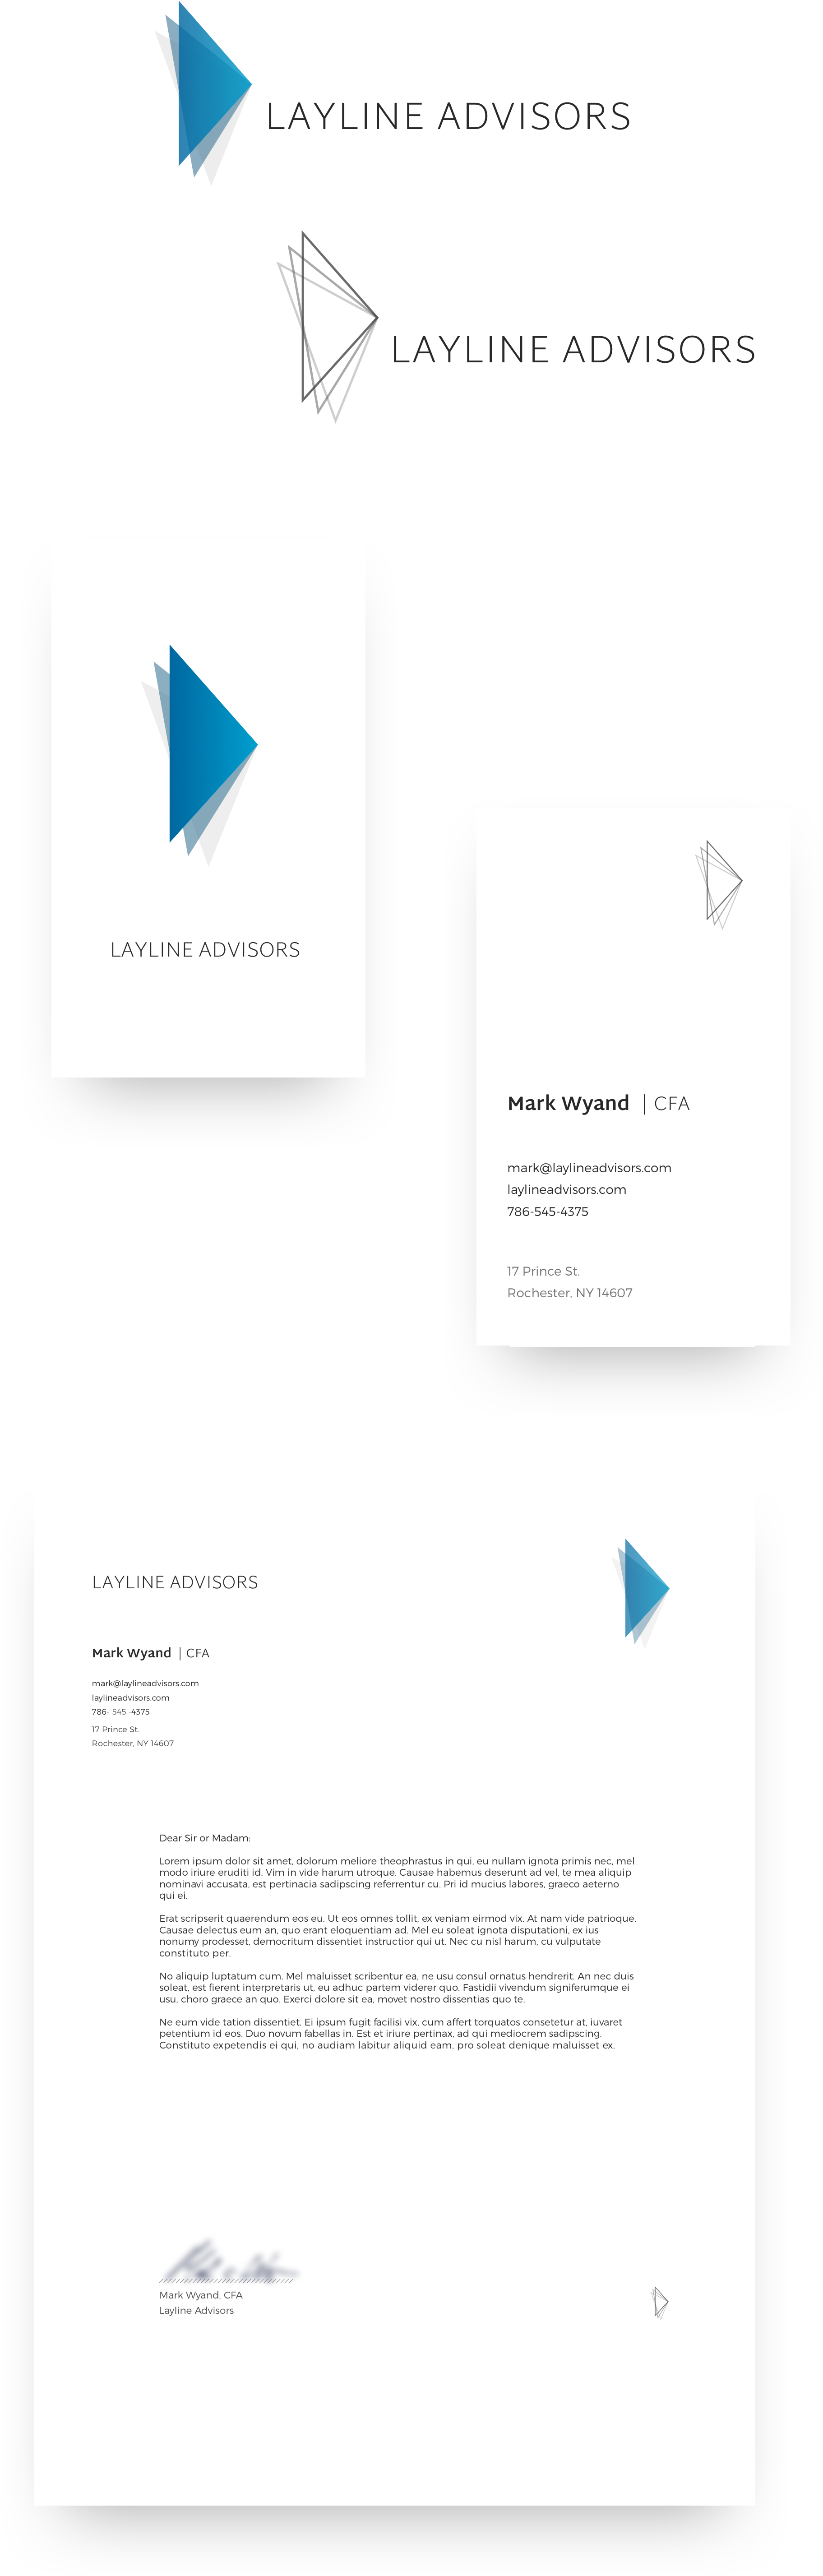 LAYLINE ADVISORS
LAYLINE ADVISORS
LAYLINE ADVISORS
Mark Wyand | CFA
mark@laylineadvisors.com
laylineadvisors.com
786-545-4375
17 Prince St.
Rochester, NY 14607
LAYLINE ADVISORS
Mark Wyand | CFA
mark@laylineadvisors.com
laylineadvisors.com
786- 545 -4375
17 Prince St.
Rochester, NY 14607
Dear Sir or Madam:
Lorem ipsum dolor sit amet, dolorum meliore theophrastus in qui, eu nullam ignota primis nec, mel
modo iriure eruditi id. Vim in vide harum utroque. Causae habemus deserunt ad vel, te mea aliquip
nominavi accusata, est pertinacia sadipscing referrentur cu. Pri id mucius labores, graeco aeterno
qui ei.
Erat scripserit quaerendum eos eu. Ut eos omnes tollit, ex veniam eirmod vix. At nam vide patrioque.
Causae delectus eum an, quo erant eloquentiam ad. Mel eu soleat ignota disputationi, ex ius
nonumy prodesset, democritum dissentiet instructior qui ut. Nec cu nisl harum, cu vulputate
constituto per.
No aliquip luptatum cum. Mel maluisset scribentur ea, ne usu consul ornatus hendrerit. An nec duis
soleat, est fierent interpretaris ut, eu adhuc partem viderer quo. Fastidii vivendum signiferumque ei
usu, choro graece an quo. Exerci dolore sit ea, movet nostro dissentias quo te.
Ne eum vide tation dissentiet. Ei ipsum fugit facilisi vix, cum affert torquatos consetetur at, iuvaret
petentium id eos. Duo novum fabellas in. Est et iriure pertinax, ad qui mediocrem sadipscing.
Constituto expetendis ei qui, no audiam labitur aliquid eam, pro soleat denique maluisset ex.
Mark Wyand, CFA
Layline Advisors